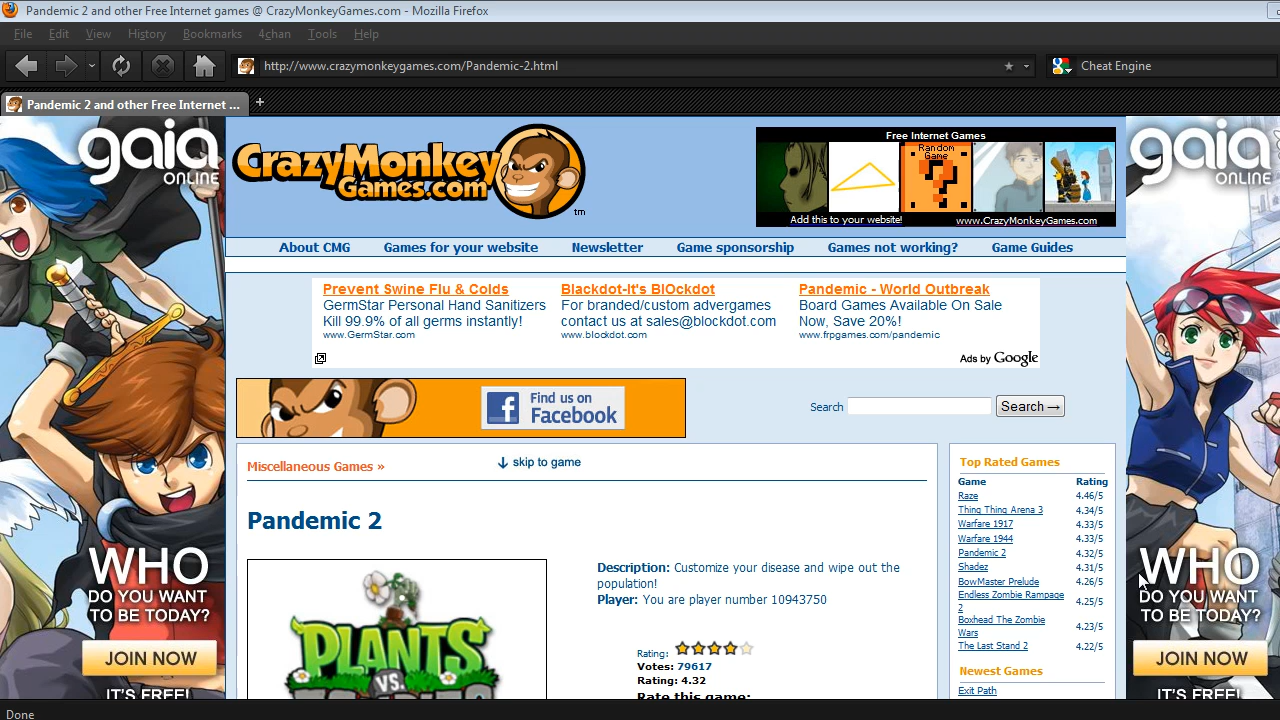 Pandemic 2 and other Free Internet games @ CrazyMonkeyGames.com - Mozilla Firefox
File Edit View History Bookmarks 4chan Tools Help
http://www.crazymonkeygames.com/Pandemic-2.html
Cheat Engine
Pandemic 2 and other Free Internet ...
gaia
ONLINE
CrazyMonkey
Games.com
tm
Free Internet Games
Random
Game
?
Add this to your website! www.CrazyMonkeyGames.com
gaia
ONLINE
About CMG Games for your website Newsletter Game sponsorship Games not working? Game Guides
Prevent Swine Flu & Colds
GermStar Personal Hand Sanitizers
Kill 99.9% of all germs instantly!
www.GermStar.com
Blackdot-It's BlOckdot
For branded/custom advergames
contact us at sales@blockdot.com
www.blockdot.com
Pandemic - World Outbreak
Board Games Available On Sale
Now, Save 20%!
www.frpgames.com/pandemic
Ads by Google
f Find us on
Facebook
Search Search →
Miscellaneous Games »
skip to game
Pandemic 2
PLANTS
VS.
ZOMBIES
Description: Customize your disease and wipe out the
population!
Player: You are player number 10943750
Rating:
Votes: 79617
Rating: 4.32
Rate this game:
Top Rated Games
Game Rating
Raze 4.46/5
Thing Thing Arena 3 4.34/5
Warfare 1917 4.33/5
Warfare 1944 4.33/5
Pandemic 2 4.32/5
Shadez 4.31/5
BowMaster Prelude 4.26/5
Endless Zombie Rampage
2 4.25/5
Boxhead The Zombie
Wars 4.23/5
The Last Stand 2 4.22/5
Newest Games
Exit Path
WHO
DO YOU WANT
TO BE TODAY?
JOIN NOW
IT'S FREE!
WHO
DO YOU WANT
TO BE TODAY?
JOIN NOW
IT'S FREE!
Done